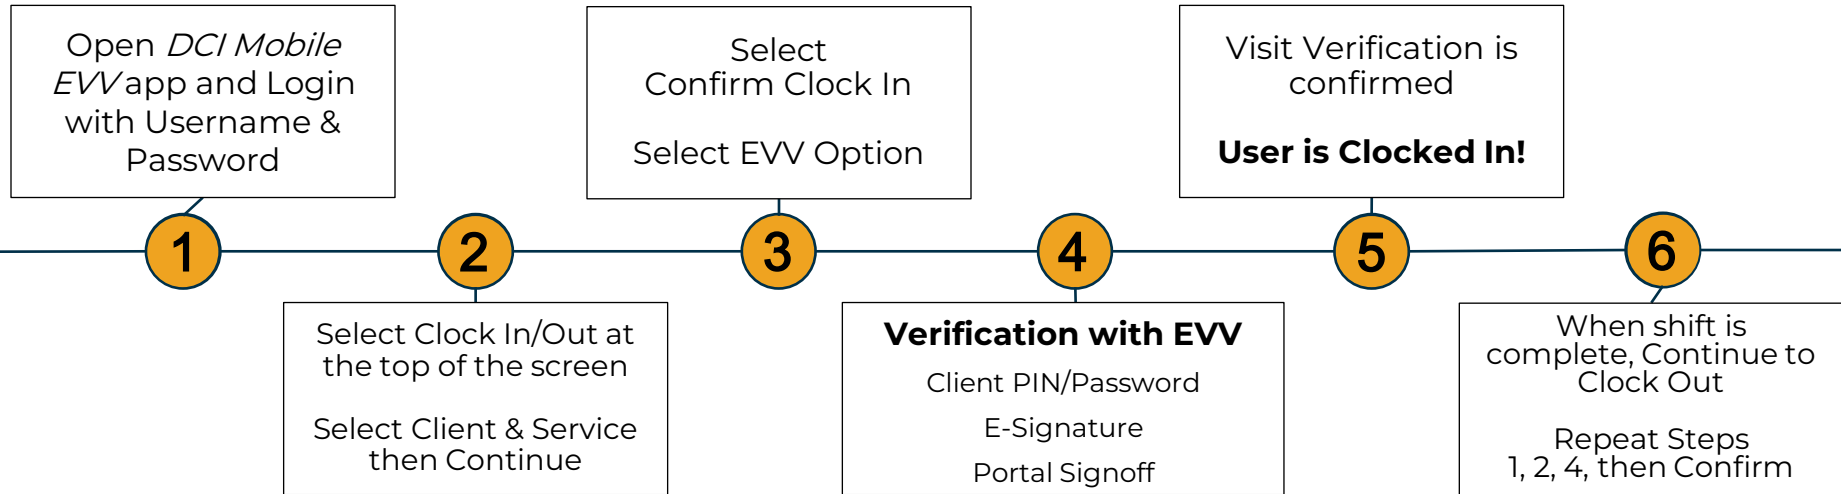 Open DCI Mobile
EVV app and Login
with Username &
Password
1
Select Clock In/Out at
the top of the screen
Select Client & Service
then Continue
2
Select
Confirm Clock In
Select EVV Option
3
Verification with EVV
Client PIN/Password
E-Signature
Portal Signoff
4
Visit Verification is
confirmed
User is Clocked In!
5
When shift is
complete, Continue to
Clock Out
Repeat Steps
1, 2, 4, then Confirm
6